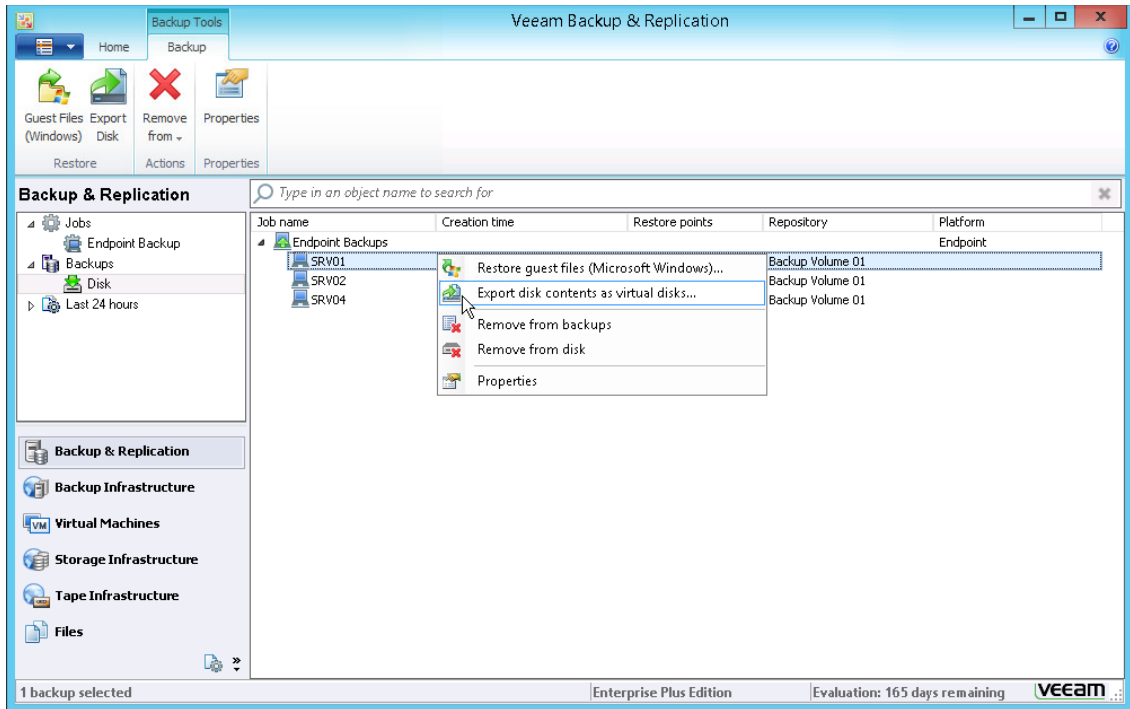 Backup Tools
Veeam Backup & Replication
Home
Backup
Guest Files (Windows)
Export Disk
Remove from
Properties
Restore
Actions
Properties
Backup & Replication
Type in an object name to search for
Jobs
Endpoint Backup
Backups
Disk
Last 24 hours
Job name Creation time Restore points Repository Platform
Endpoint Backups Endpoint
SRV01 Backup Volume 01
SRV02 Backup Volume 01
SRV04 Backup Volume 01
Restore guest files (Microsoft Windows)...
Export disk contents as virtual disks...
Remove from backups
Remove from disk
Properties
Backup & Replication
Backup Infrastructure
Virtual Machines
Storage Infrastructure
Tape Infrastructure
Files
1 backup selected
Enterprise Plus Edition
Evaluation: 165 days remaining
veeam